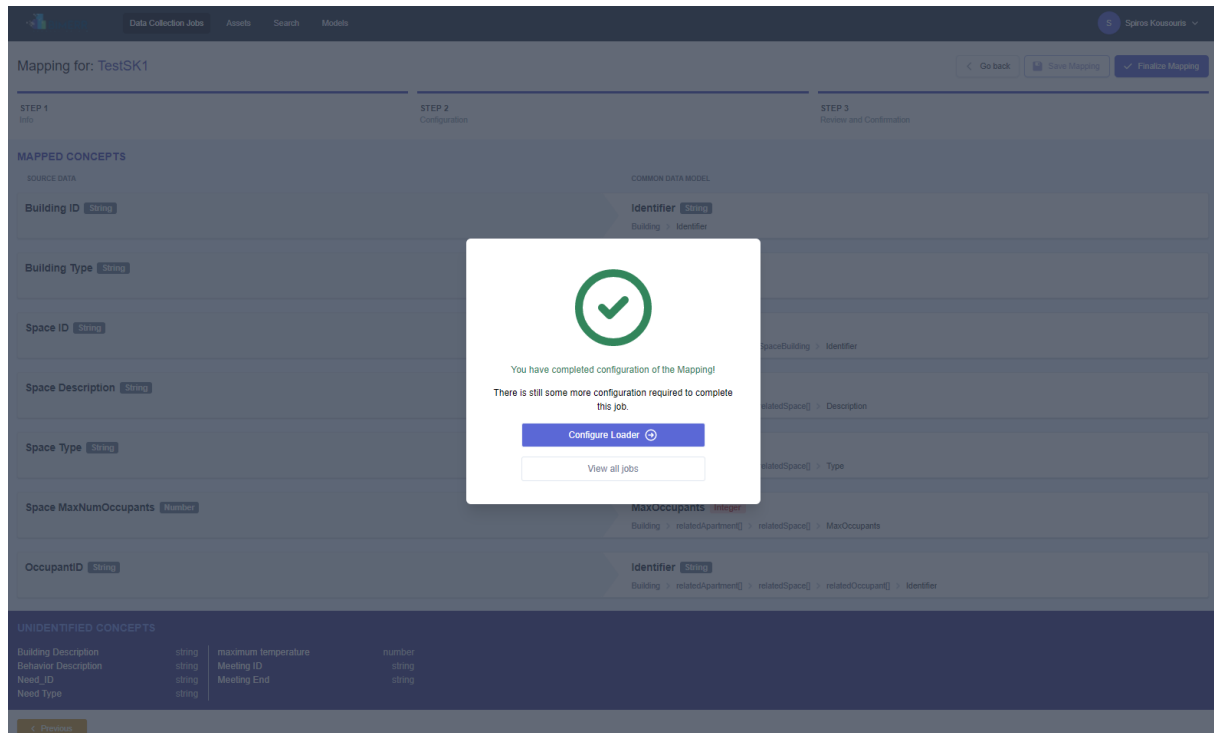 Data Collection Jobs Assets Search Models S Spiros Kousouris
Mapping for: TestSK1 Go back Save Mapping Finalize Mapping
STEP 1 STEP 2 STEP 3
Info Configuration Review and Confirmation
MAPPED CONCEPTS
SOURCE DATA COMMON DATA MODEL
Building ID String Identifier String
Building > Identifier
Building Type String
Space ID String
SpaceBuilding > Identifier
Space Description String
relatedSpace[] > Description
Space Type String
relatedSpace[] > Type
Space MaxNumOccupants Number MaxOccupants Integer
Building > relatedApartment[] > relatedSpace[] > MaxOccupants
OccupantID String Identifier String
Building > relatedApartment[] > relatedSpace[] > relatedOccupant[] > Identifier
You have completed configuration of the Mapping!
There is still some more configuration required to complete
this job.
Configure Loader
View all jobs
UNIDENTIFIED CONCEPTS
Building Description string maximum temperature number
Behavior Description string Meeting ID string
Need_ID string Meeting End string
Need Type string
< Previous